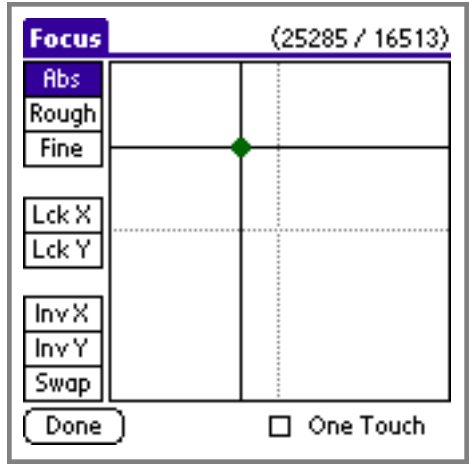 Focus (25285 / 16513)
Abs
Rough
Fine
Lck X
Lck Y
Inv X
Inv Y
Swap
Done One Touch